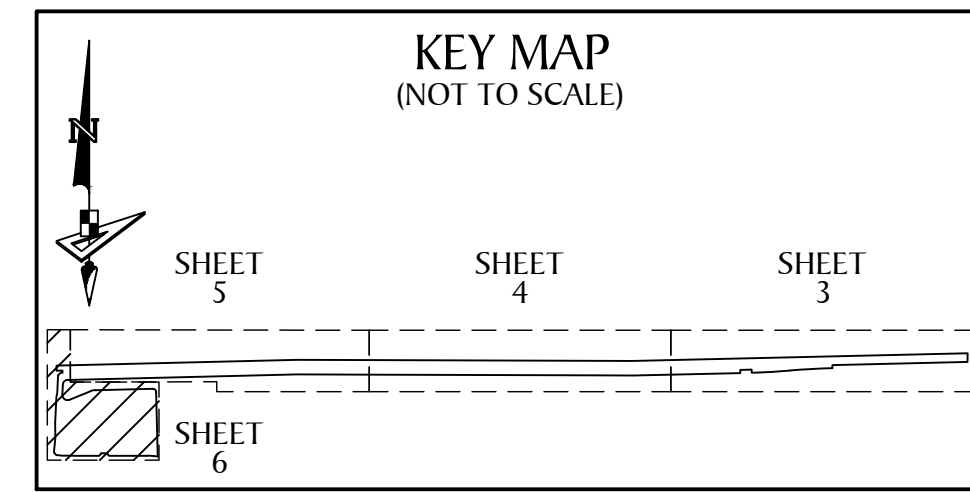 KEY MAP
(NOT TO SCALE)
N
SHEET
5
SHEET
4
SHEET
3
SHEET
6